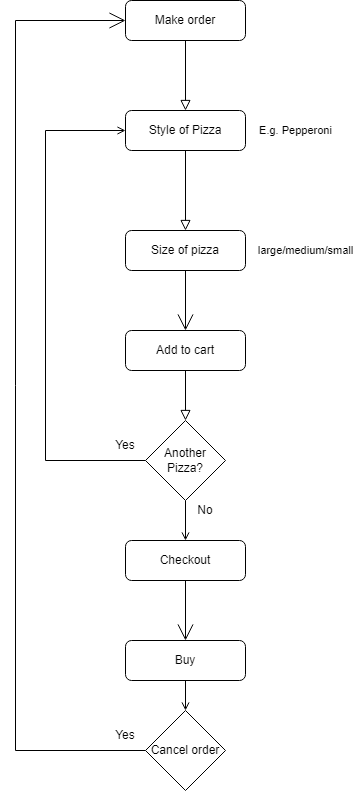 Make order
Style of Pizza
E.g. Pepperoni
Size of pizza
large/medium/small
Add to cart
Yes
Another
Pizza?
No
Checkout
Buy
Yes
Cancel order